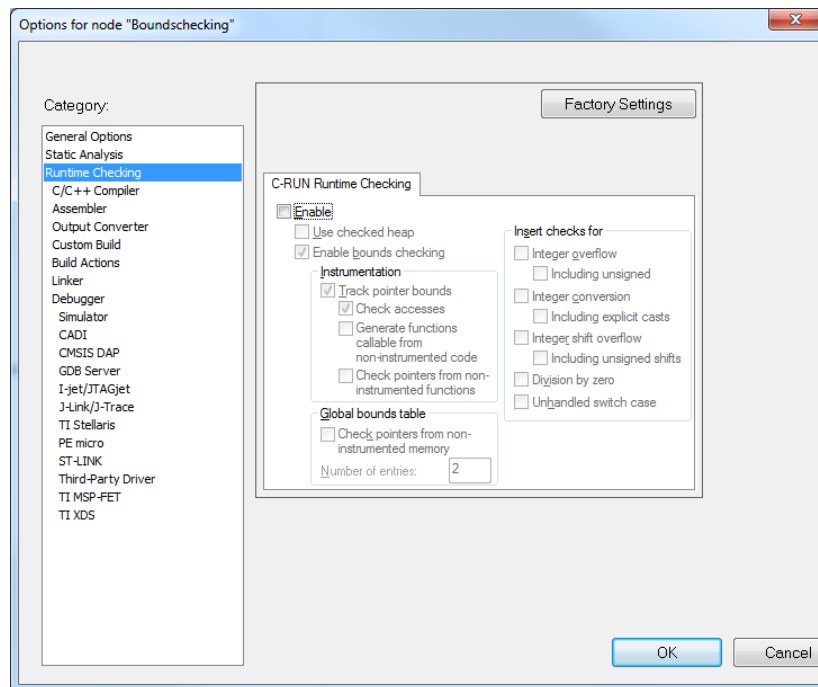 Options for node "Boundschecking"
Category:
Factory Settings
General Options
Static Analysis
Runtime Checking
C/C++ Compiler
Assembler
Output Converter
Custom Build
Build Actions
Linker
Debugger
Simulator
CADI
CMSIS DAP
GDB Server
I-jet/JTAGjet
J-Link/J-Trace
TI Stellaris
PE micro
ST-LINK
Third-Party Driver
TI MSP-FET
TI XDS
C-RUN Runtime Checking
Enable
Use checked heap
Enable bounds checking
Instrumentation
Track pointer bounds
Check accesses
Generate functions
callable from
non-instrumented code
Check pointers from non-
instrumented functions
Global bounds table
Check pointers from non-
instrumented memory
Number of entries:
2
Insert checks for
Integer overflow
Including unsigned
Integer conversion
Including explicit casts
Integer shift overflow
Including unsigned shifts
Division by zero
Unhandled switch case
OK
Cancel